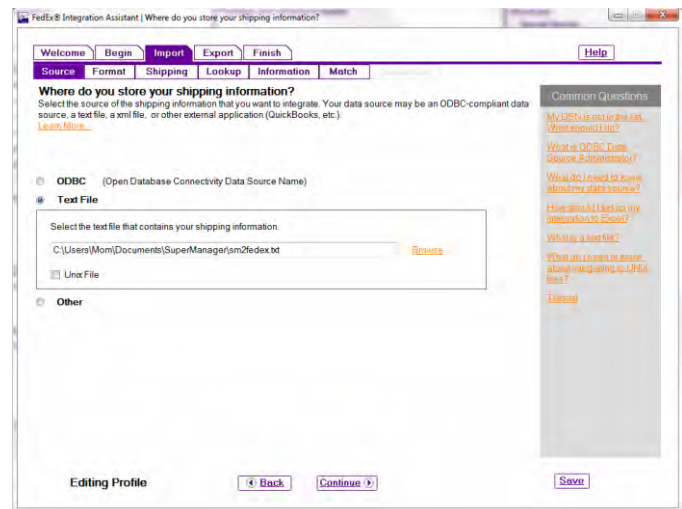 FedEx® Integration Assistant | Where do you store your shipping information?
Welcome Begin Import Export Finish
Help
Source Format Shipping Lookup Information Match
Where do you store your shipping information?
Select the source of the shipping information that you want to integrate. Your data source may be an ODBC-compliant data
source, a text file, a xml file, or other external application (QuickBooks, etc.).
Learn More...
Common Questions
My DSN is not in the list.
What should I do?
What is ODBC Data
Source Administrator?
What do I need to know
about my data source?
How should I set up my
integration to Excel?
What is a text file?
What do I need to know
about integrating to UNIX
files?
Tutorial
ODBC (Open Database Connectivity Data Source Name)
Text File
Select the text file that contains your shipping information.
C:\Users\Mom\Documents\SuperManager\sm2fedex.txt
Browse
Unix File
Other
Editing Profile
Back
Continue
Save